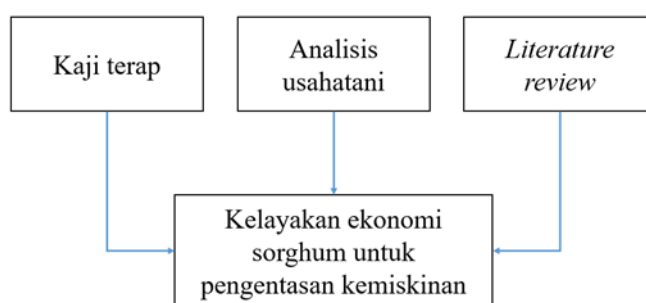 Kaji terap
Analisis
usahatani
Literature
review
Kelayakan ekonomi
sorghum untuk
pengentasan kemiskinan